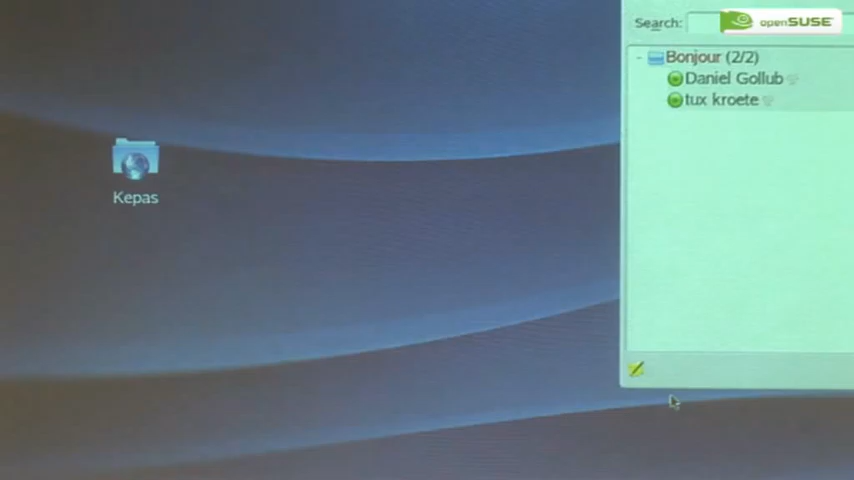 Search:
openSUSE
Bonjour (2/2)
Daniel Gollub
tux kroete
Kepas